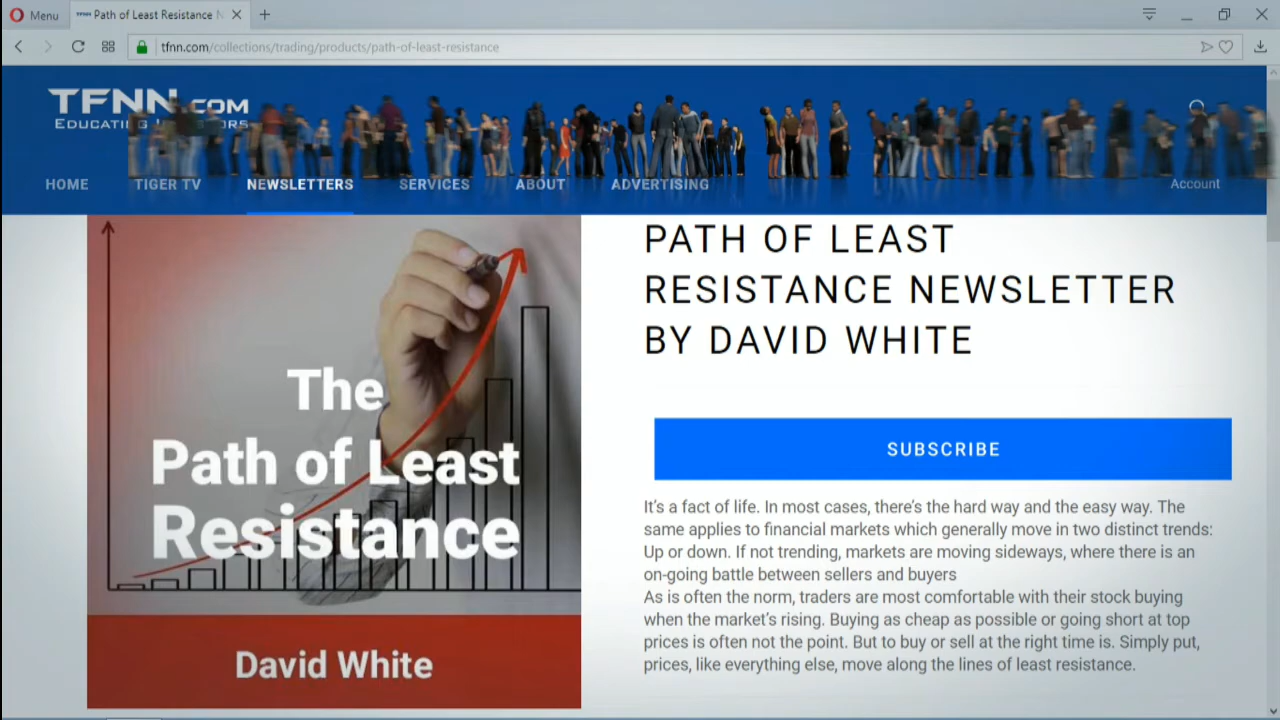 Menu
Path of Least Resistance N
tfnn.com/collections/trading/products/path-of-least-resistance
TFNN.COM
HOME
TIGER TV
NEWSLETTERS
SERVICES
ABOUT
ADVERTISING
Account
The
Path of Least
Resistance
David White
PATH OF LEAST
RESISTANCE NEWSLETTER
BY DAVID WHITE
SUBSCRIBE
It’s a fact of life. In most cases, there’s the hard way and the easy way. The
same applies to financial markets which generally move in two distinct trends:
Up or down. If not trending, markets are moving sideways, where there is an
on-going battle between sellers and buyers
As is often the norm, traders are most comfortable with their stock buying
when the market’s rising. Buying as cheap as possible or going short at top
prices is often not the point. But to buy or sell at the right time is. Simply put,
prices, like everything else, move along the lines of least resistance.